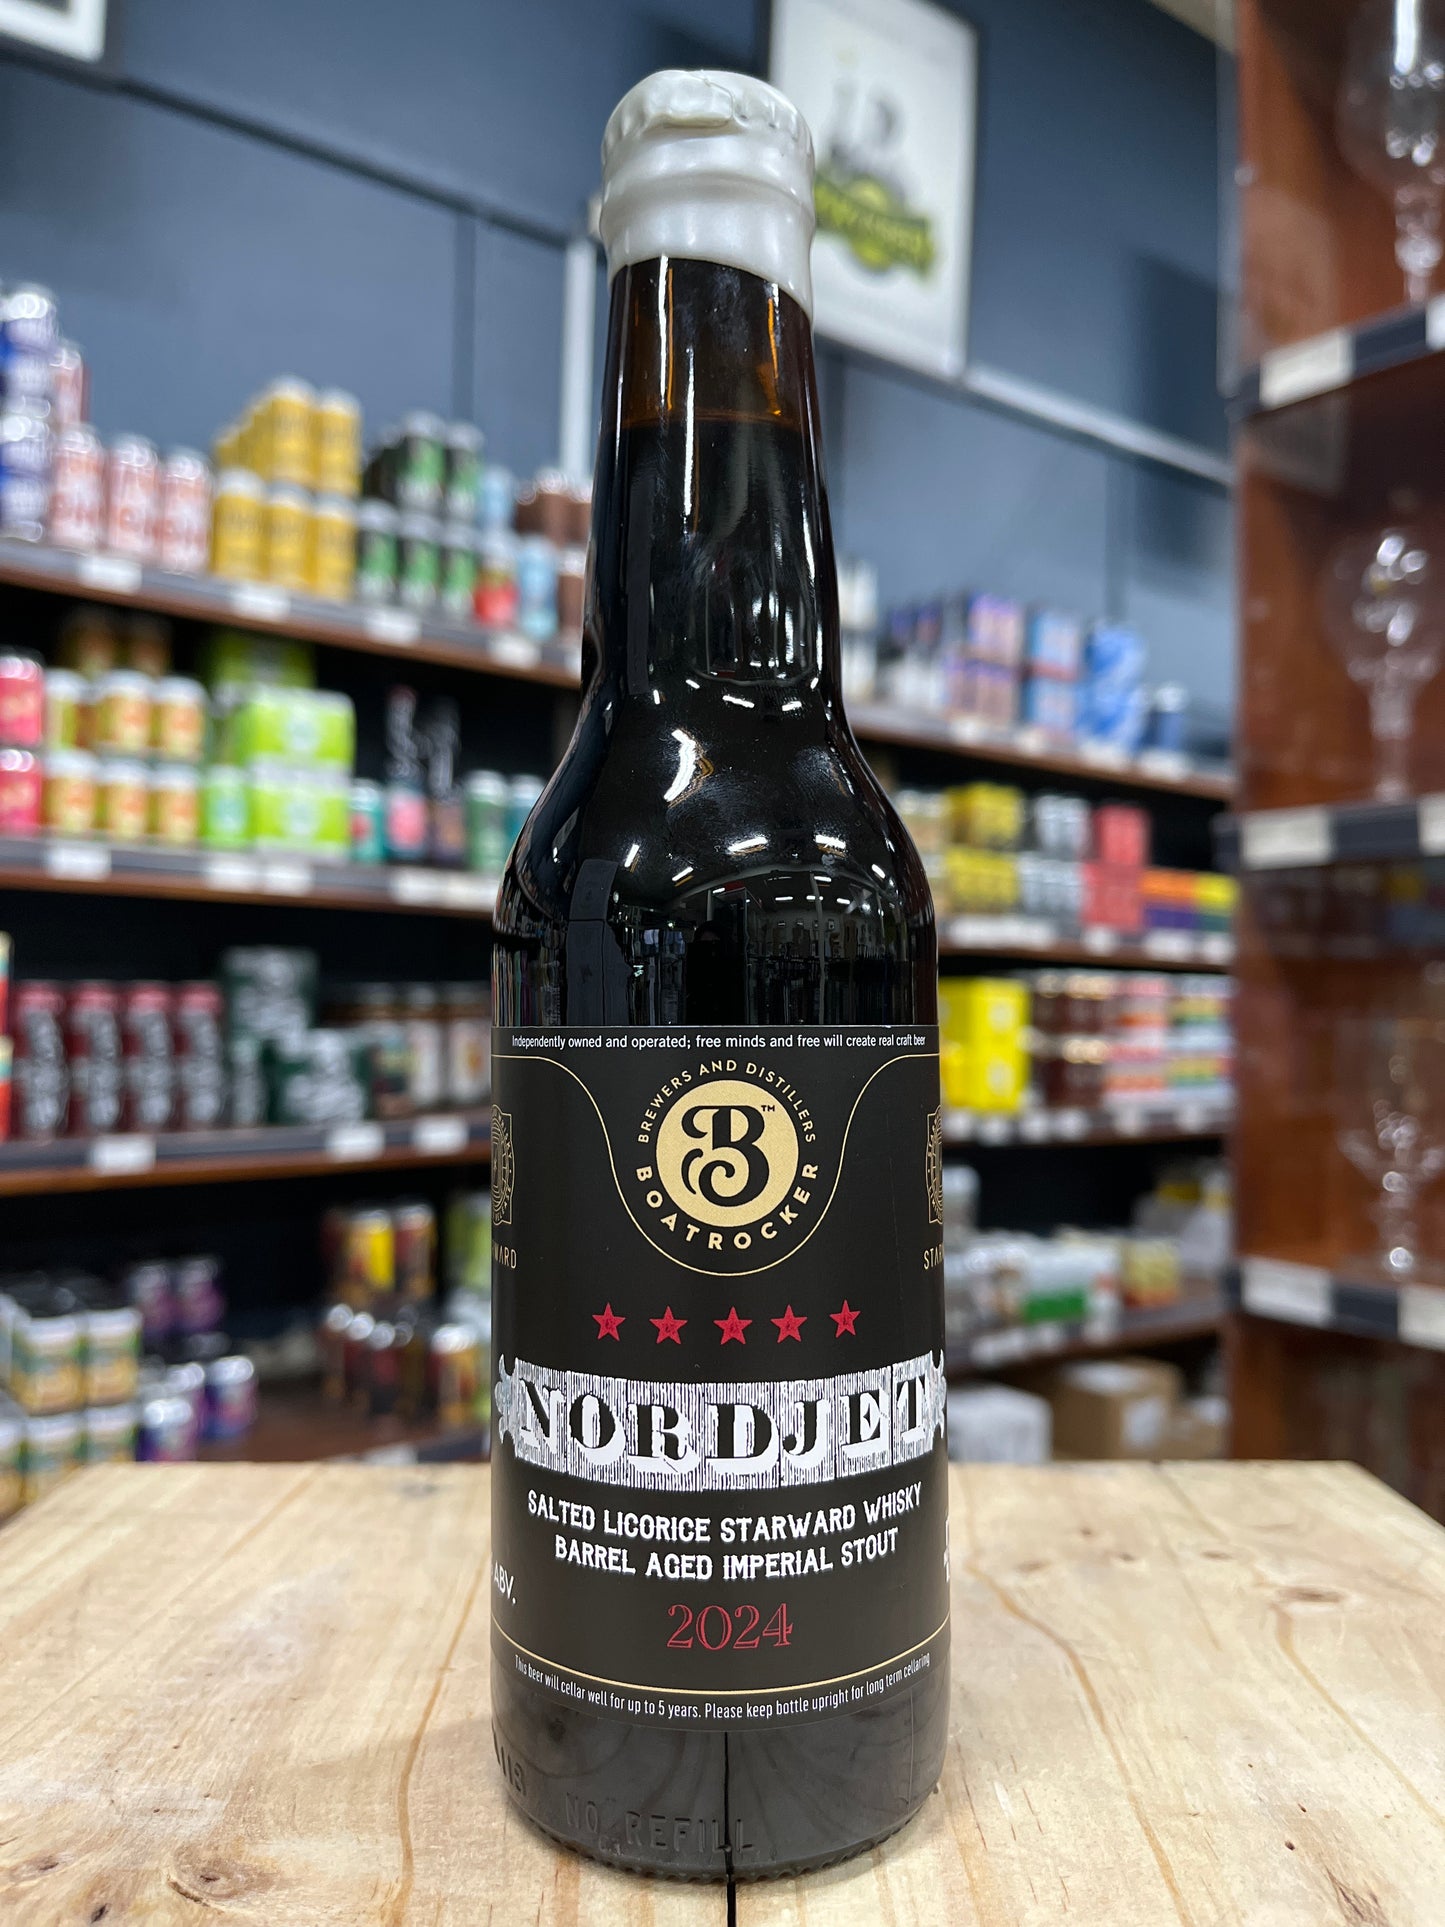 Independently owned and operated; free minds and free will create real craft beer
BREWERS AND DISTILLERS
B™
BOATROCKER
NORDJET
SALTED LICORICE STARWARD WHISKY
BARREL AGED IMPERIAL STOUT
ABV.
2024
This beer will cellar well for up to 5 years. Please keep bottle upright for long term cellaring
NO REFILL